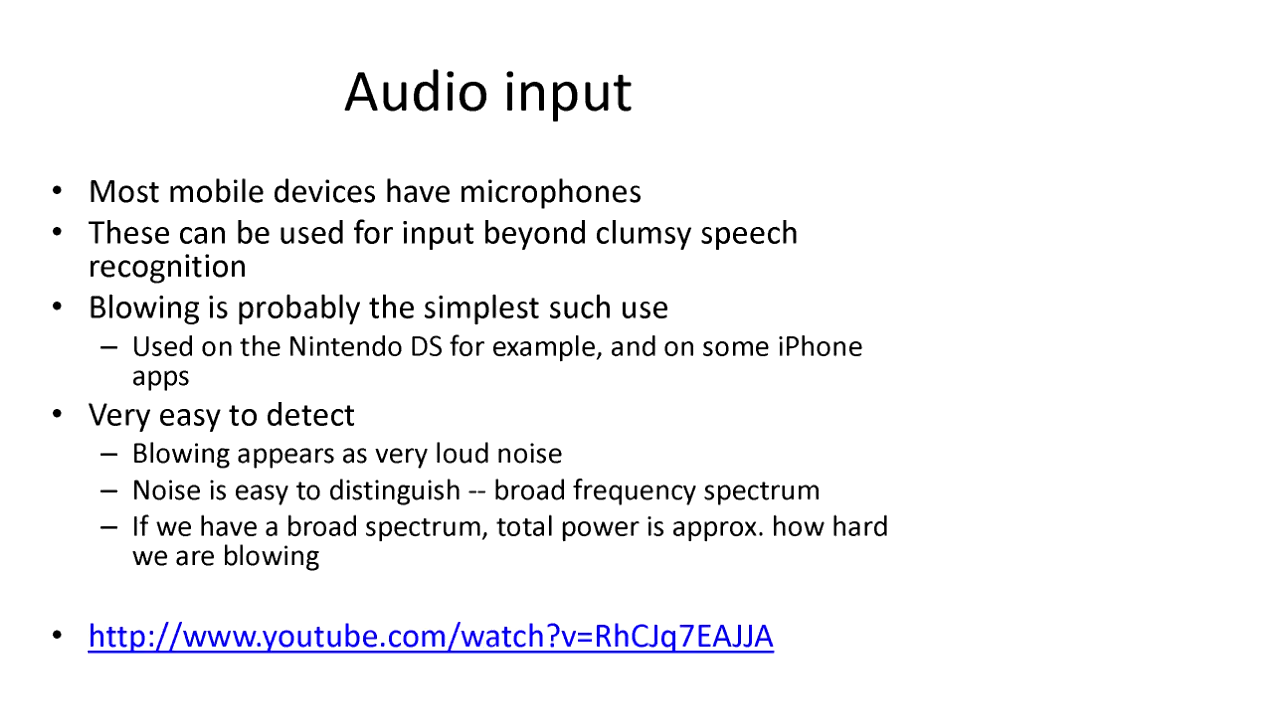 Audio input
• Most mobile devices have microphones
• These can be used for input beyond clumsy speech
recognition
• Blowing is probably the simplest such use
– Used on the Nintendo DS for example, and on some iPhone
apps
• Very easy to detect
– Blowing appears as very loud noise
– Noise is easy to distinguish -- broad frequency spectrum
– If we have a broad spectrum, total power is approx. how hard
we are blowing
• http://www.youtube.com/watch?v=RhCJq7EAJJA